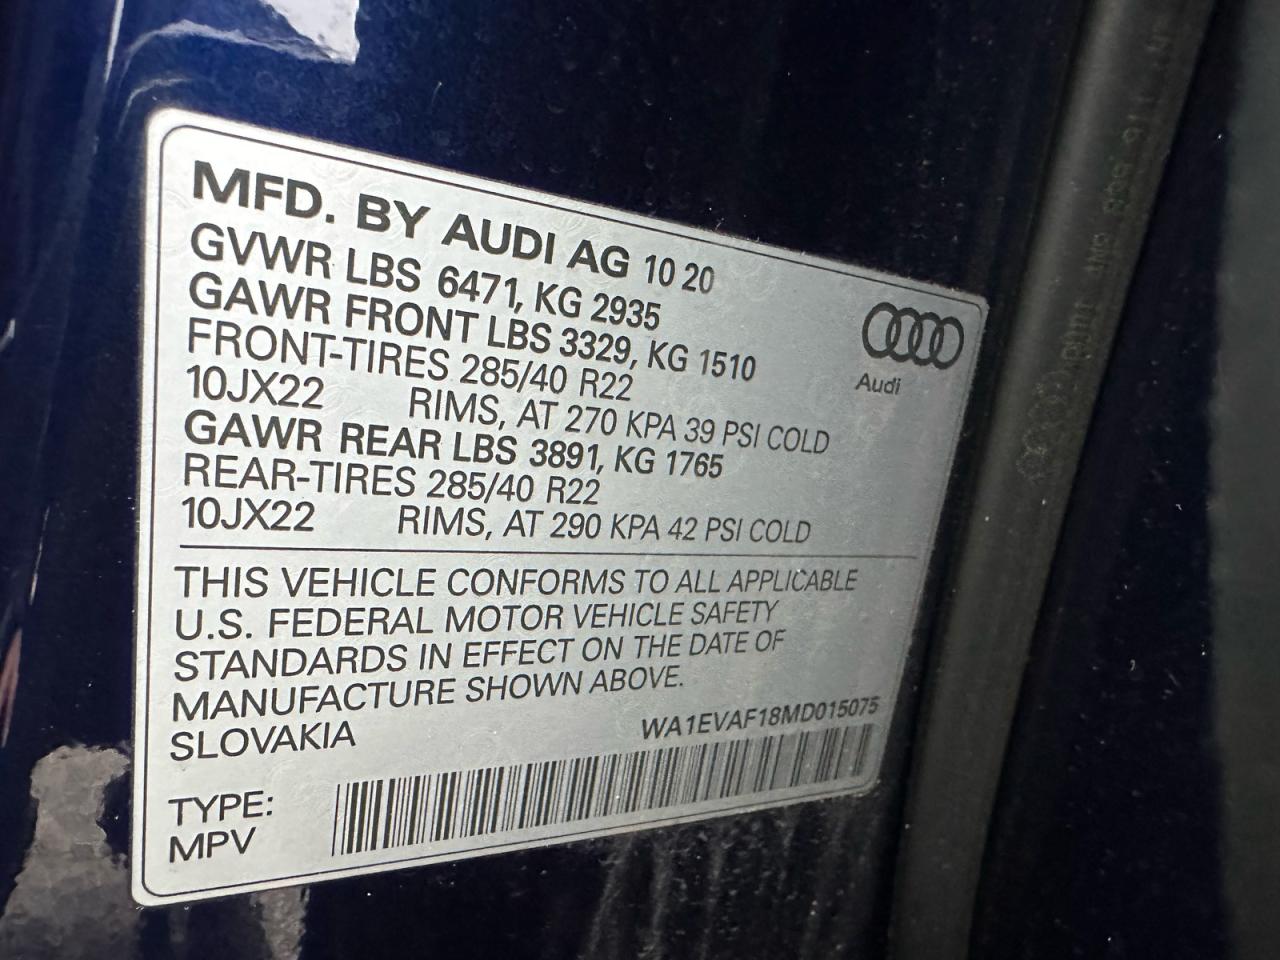 MFD. BY AUDI AG 10 20
GVWR LBS 6471, KG 2935
GAWR FRONT LBS 3329, KG 1510
FRONT-TIRES 285/40 R22
10JX22 RIMS, AT 270 KPA 39 PSI COLD
GAWR REAR LBS 3891, KG 1765
REAR-TIRES 285/40 R22
10JX22 RIMS, AT 290 KPA 42 PSI COLD
Audi
THIS VEHICLE CONFORMS TO ALL APPLICABLE
U.S. FEDERAL MOTOR VEHICLE SAFETY
STANDARDS IN EFFECT ON THE DATE OF
MANUFACTURE SHOWN ABOVE.
SLOVAKIA WA1EVAF18MD015075
TYPE:
MPV